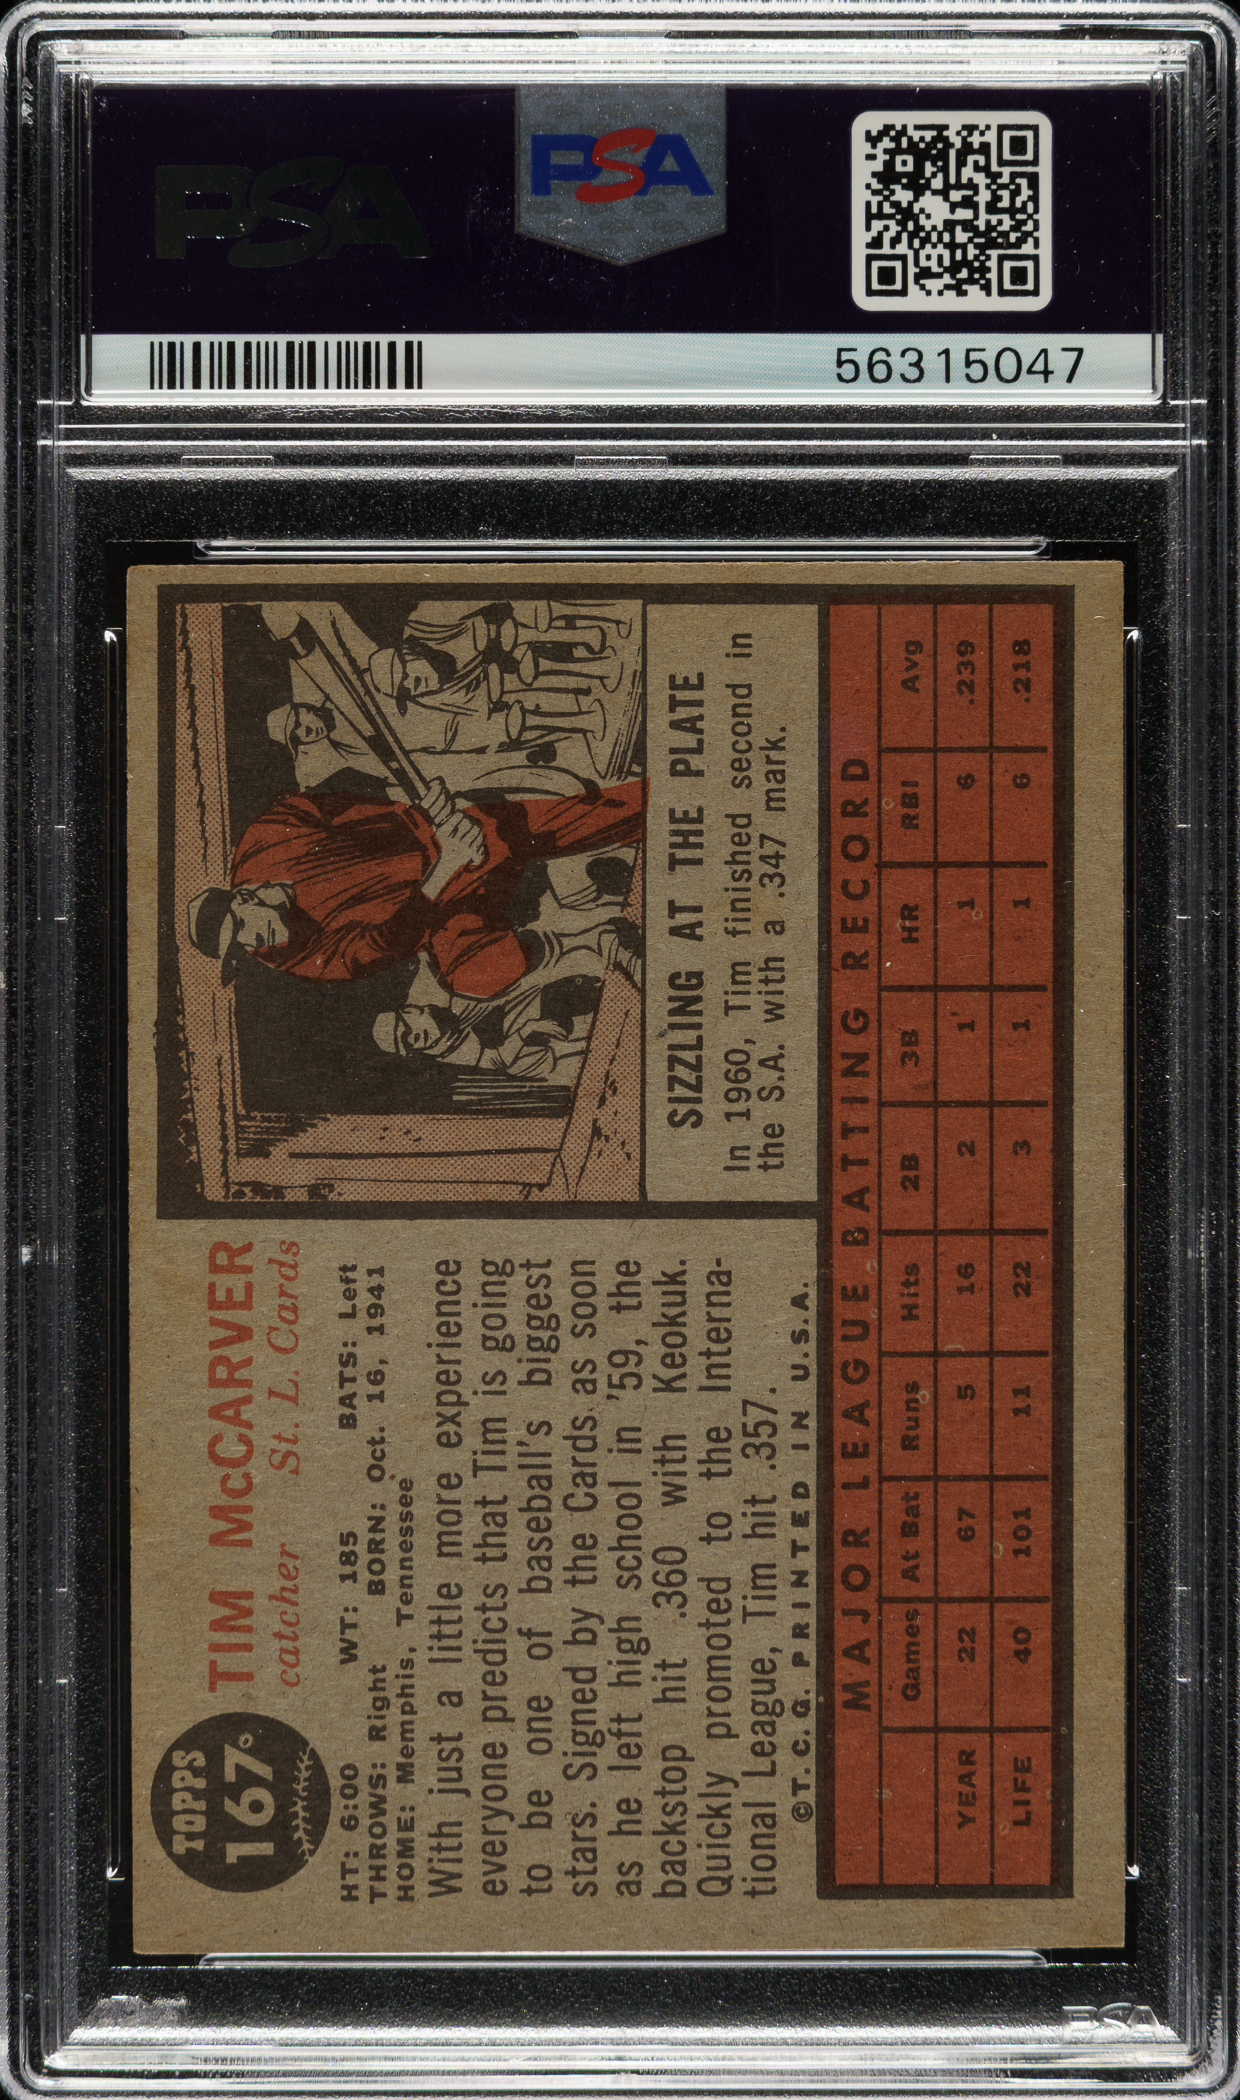 PSA
PSA
56315047
TOPPS
167
TIM McCARVER
catcher St. L. Cards
HT: 6:00 WT: 185 BATS: Left
THROWS: Right BORN: Oct. 16, 1941
HOME: Memphis, Tennessee
With just a little more experience
everyone predicts that Tim is going
to be one of baseball's biggest
stars. Signed by the Cards as soon
as he left high school in '59, the
backstop hit .360 with Keokuk.
Quickly promoted to the Interna-
tional League, Tim hit .357.
©T.C.G. PRINTED IN U.S.A.
SIZZLING AT THE PLATE
In 1960, Tim finished second in
the S.A. with a .347 mark.
MAJOR LEAGUE BATTING RECORD
Games At Bat Runs Hits 2B 3B HR RBI Avg
YEAR 22 67 5 16 2 1 1 6 .239
LIFE 40 101 11 22 3 1 1 6 .218
PSA